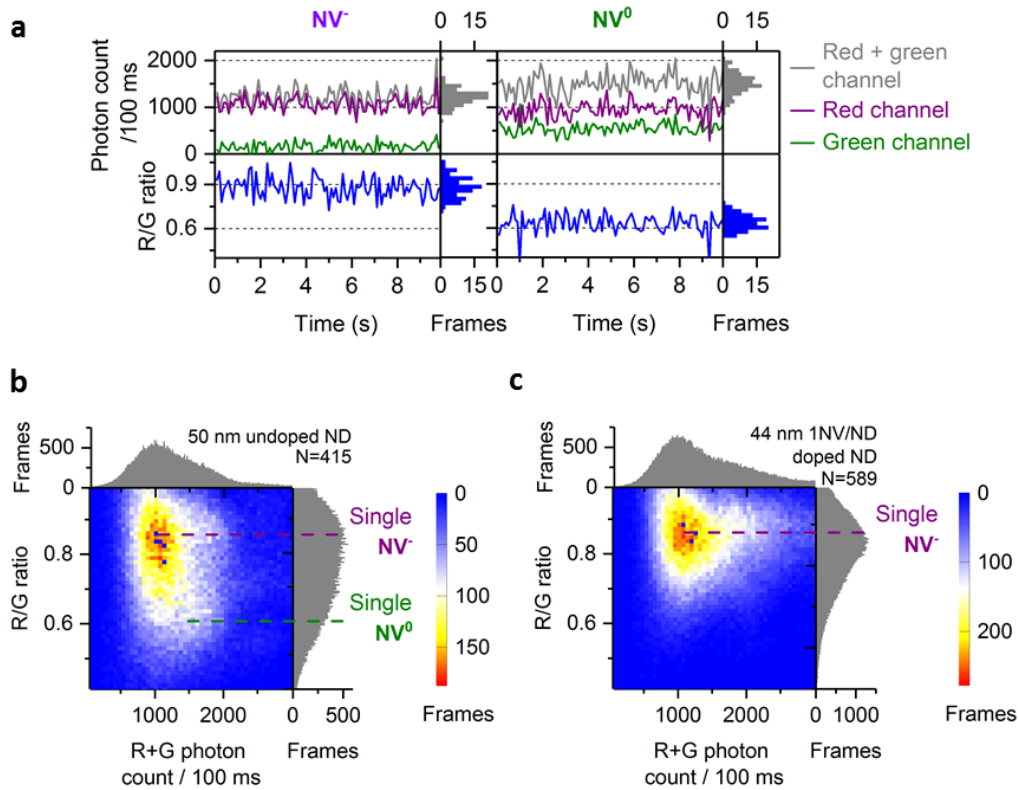 a
NV-
0 15
NV0
0 15
Photon count
/100 ms
2000
1000
0
Red + green
channel
Red channel
Green channel
R/G ratio
0.9
0.6
0 2 4 6 8 0 15 0 2 4 6 8 0 15
Time (s) Frames Time (s) Frames
b
Frames
500
0
50 nm undoped ND
N=415
R/G ratio
0.8
0.6
Single
NV-
Single
NV0
0
50
100
150
Frames
1000 2000 0 500
R+G photon
count / 100 ms
Frames
c
Frames
500
0
44 nm 1NV/ND
doped ND
N=589
R/G ratio
0.8
0.6
Single
NV-
0
100
200
Frames
1000 2000 0 1000
R+G photon
count / 100 ms
Frames